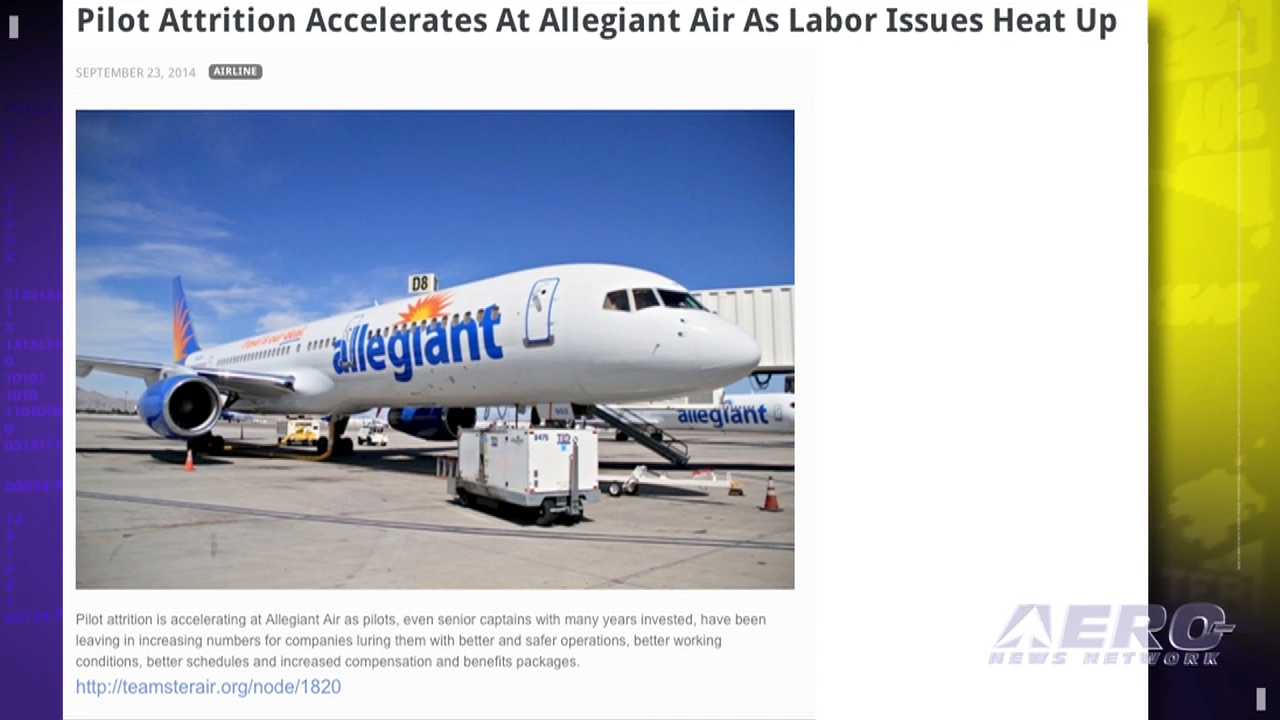 Pilot Attrition Accelerates At Allegiant Air As Labor Issues Heat Up
SEPTEMBER 23, 2014 AIRLINE
D8
allegiant
903
allegiant
Pilot attrition is accelerating at Allegiant Air as pilots, even senior captains with many years invested, have been
leaving in increasing numbers for companies luring them with better and safer operations, better working
conditions, better schedules and increased compensation and benefits packages.
http://teamsterair.org/node/1820
AERO
NEWS NETWORK